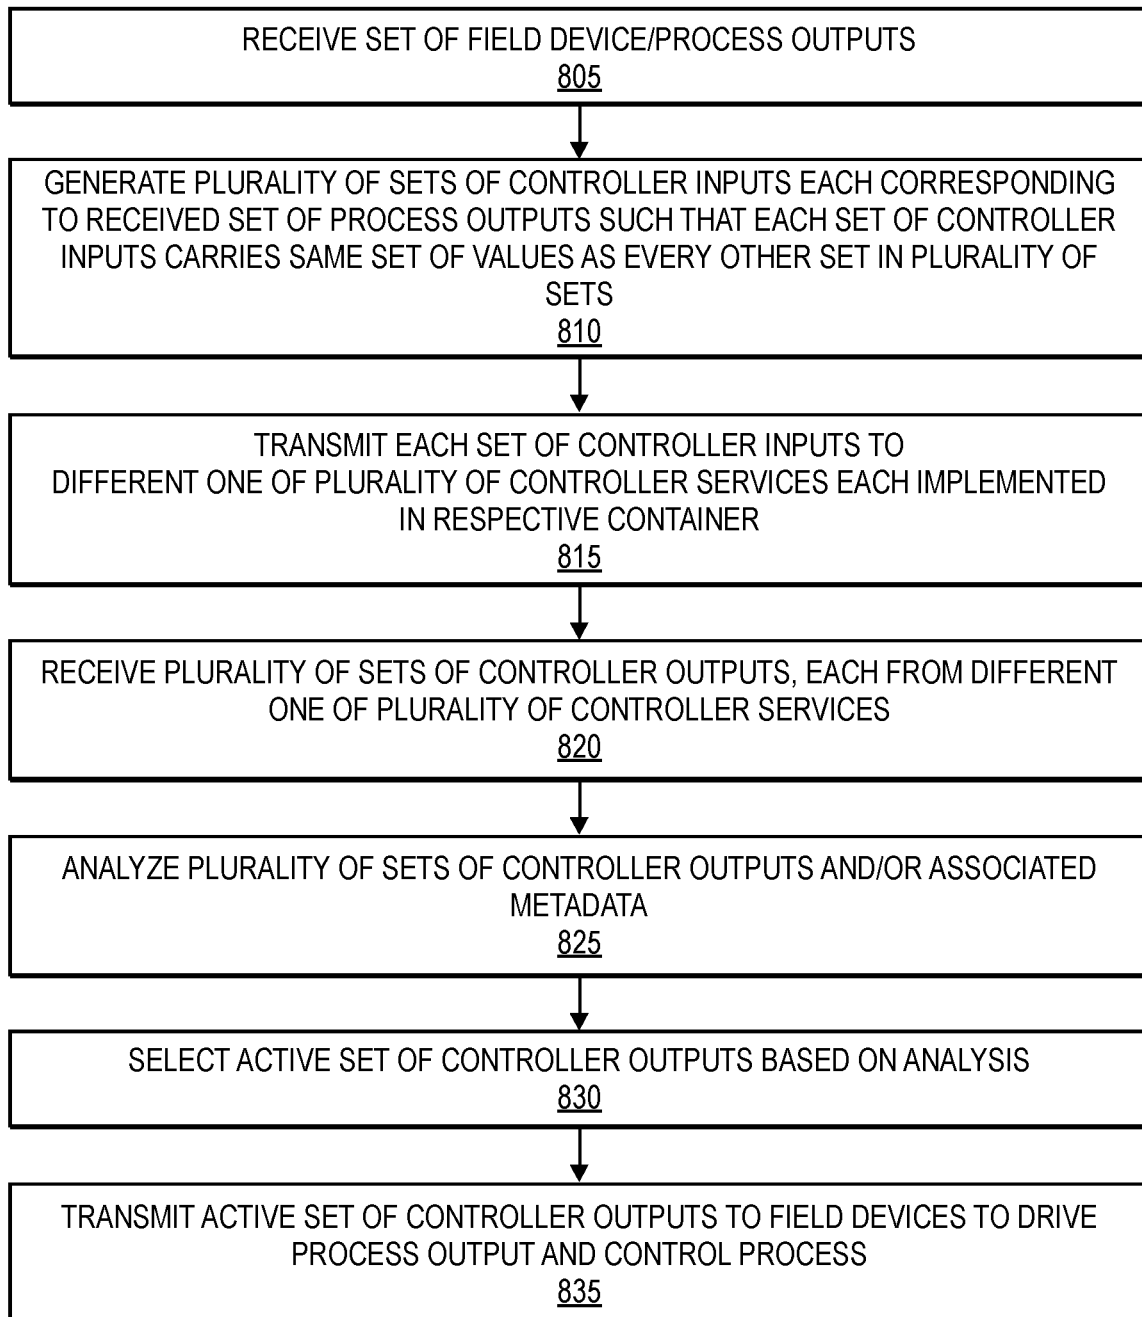 RECEIVE SET OF FIELD DEVICE/PROCESS OUTPUTS
805
GENERATE PLURALITY OF SETS OF CONTROLLER INPUTS EACH CORRESPONDING
TO RECEIVED SET OF PROCESS OUTPUTS SUCH THAT EACH SET OF CONTROLLER
INPUTS CARRIES SAME SET OF VALUES AS EVERY OTHER SET IN PLURALITY OF
SETS
810
TRANSMIT EACH SET OF CONTROLLER INPUTS TO
DIFFERENT ONE OF PLURALITY OF CONTROLLER SERVICES EACH IMPLEMENTED
IN RESPECTIVE CONTAINER
815
RECEIVE PLURALITY OF SETS OF CONTROLLER OUTPUTS, EACH FROM DIFFERENT
ONE OF PLURALITY OF CONTROLLER SERVICES
820
ANALYZE PLURALITY OF SETS OF CONTROLLER OUTPUTS AND/OR ASSOCIATED
METADATA
825
SELECT ACTIVE SET OF CONTROLLER OUTPUTS BASED ON ANALYSIS
830
TRANSMIT ACTIVE SET OF CONTROLLER OUTPUTS TO FIELD DEVICES TO DRIVE
PROCESS OUTPUT AND CONTROL PROCESS
835